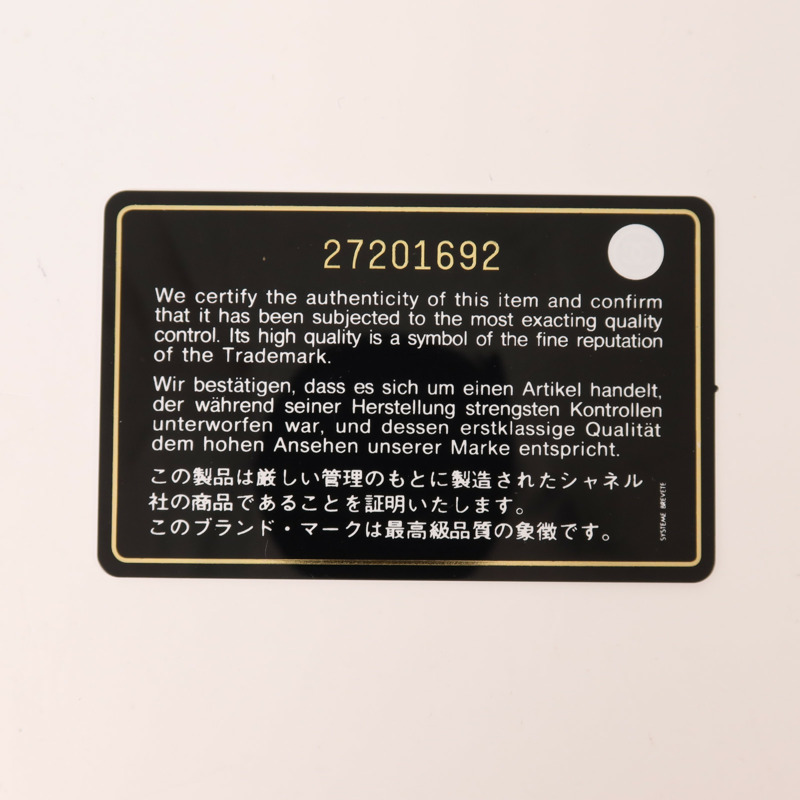 27201692
We certify the authenticity of this item and confirm
that it has been subjected to the most exacting quality
control. Its high quality is a symbol of the fine reputation
of the Trademark.
Wir bestätigen, dass es sich um einen Artikel handelt,
der während seiner Herstellung strengsten Kontrollen
unterworfen war, und dessen erstklassige Qualität
dem hohen Ansehen unserer Marke entspricht.
この製品は厳しい管理のもとに製造されたシャネル
社の商品であることを証明いたします。
このブランド・マークは最高級品質の象徴です。
SYSTEME BREVETE